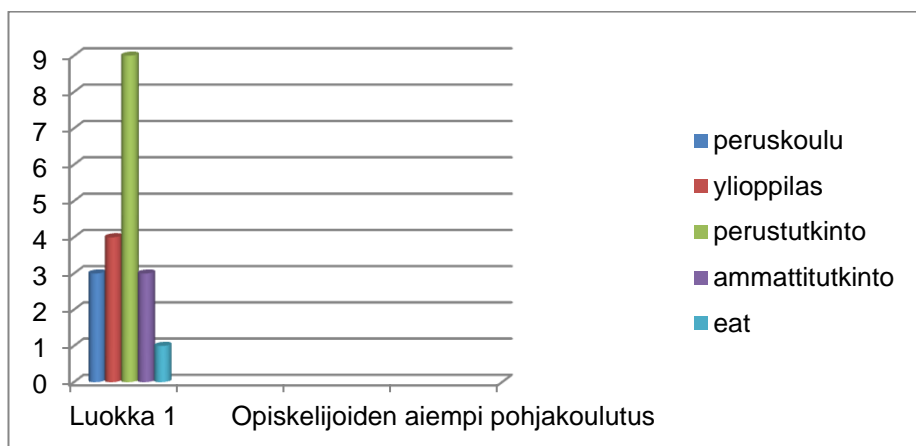 9
8
7
6
5
4
3
2
1
0
Luokka 1 Opiskelijoiden aiempi pohjakoulutus
peruskoulu
ylioppilas
perustutkinto
ammattitutkinto
eat